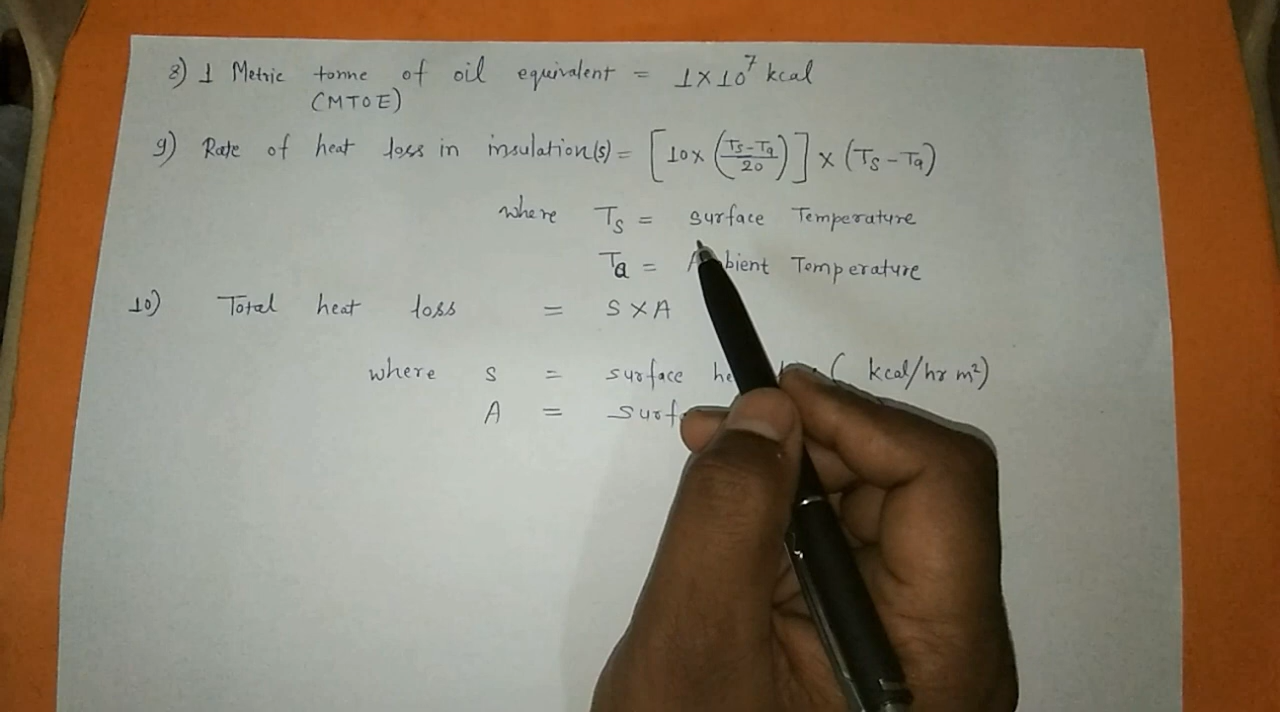 8) 1 Metric tonne of oil equivalent = 1×10⁷ kcal
(MTOE)
9) Rate of heat loss in insulation(s) = [10× (Ts-Ta/20)] × (Ts-Ta)
where Ts = surface Temperature
Ta = Temperature
10) Total heat loss = S×A
where S = surface ( kcal/hr m²)
A =